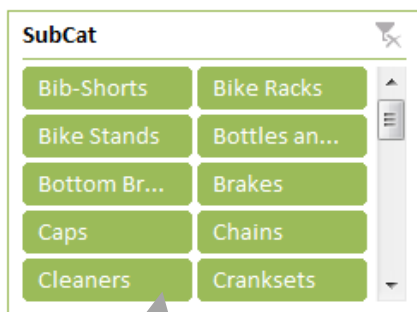 SubCat
Bib-Shorts Bike Racks
Bike Stands Bottles an...
Bottom Br... Brakes
Caps Chains
Cleaners Cranksets